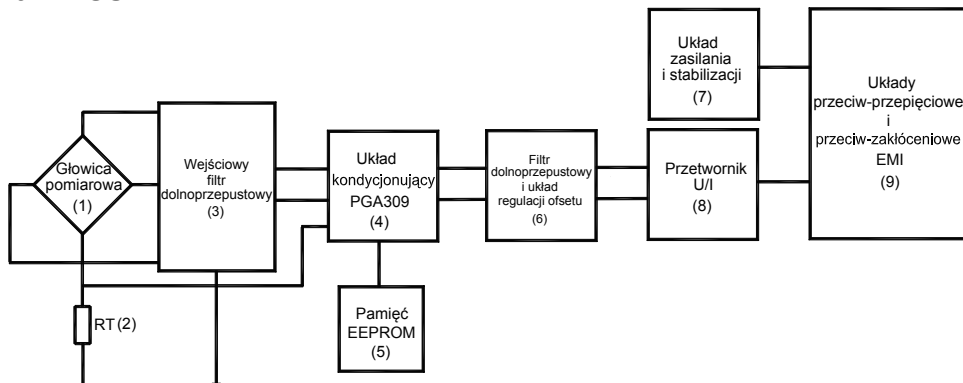 Głowica
pomiarowa
(1)
RT (2)
Wejściowy
filtr
dolnoprzepustowy
(3)
Układ
kondycjonujący
PGA309
(4)
Pamięć
EEPROM
(5)
Filtr
dolnoprzepustowy
i układ
regulacji ofsetu
(6)
Układ
zasilania
i stabilizacji
(7)
Przetwornik
U/I
(8)
Układy
przeciw-przepięciowe
i
przeciw-zakłóceniowe
EMI
(9)